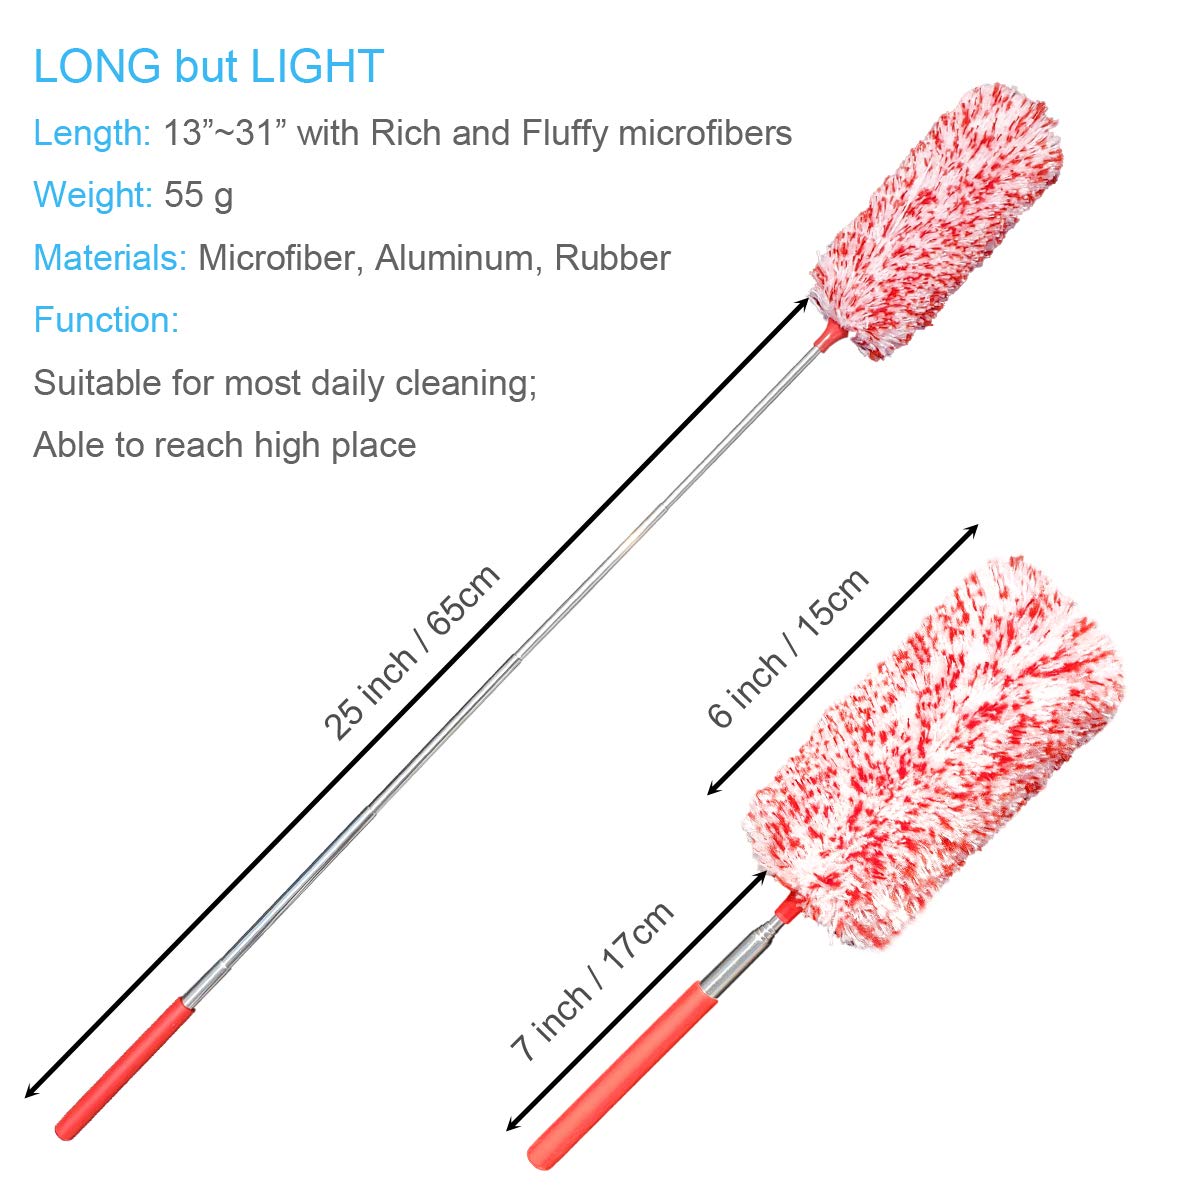 LONG but LIGHT
Length: 13”~31” with Rich and Fluffy microfibers
Weight: 55 g
Materials: Microfiber, Aluminum, Rubber
Function:
Suitable for most daily cleaning;
Able to reach high place
25 inch / 65cm
6 inch / 15cm
7 inch / 17cm